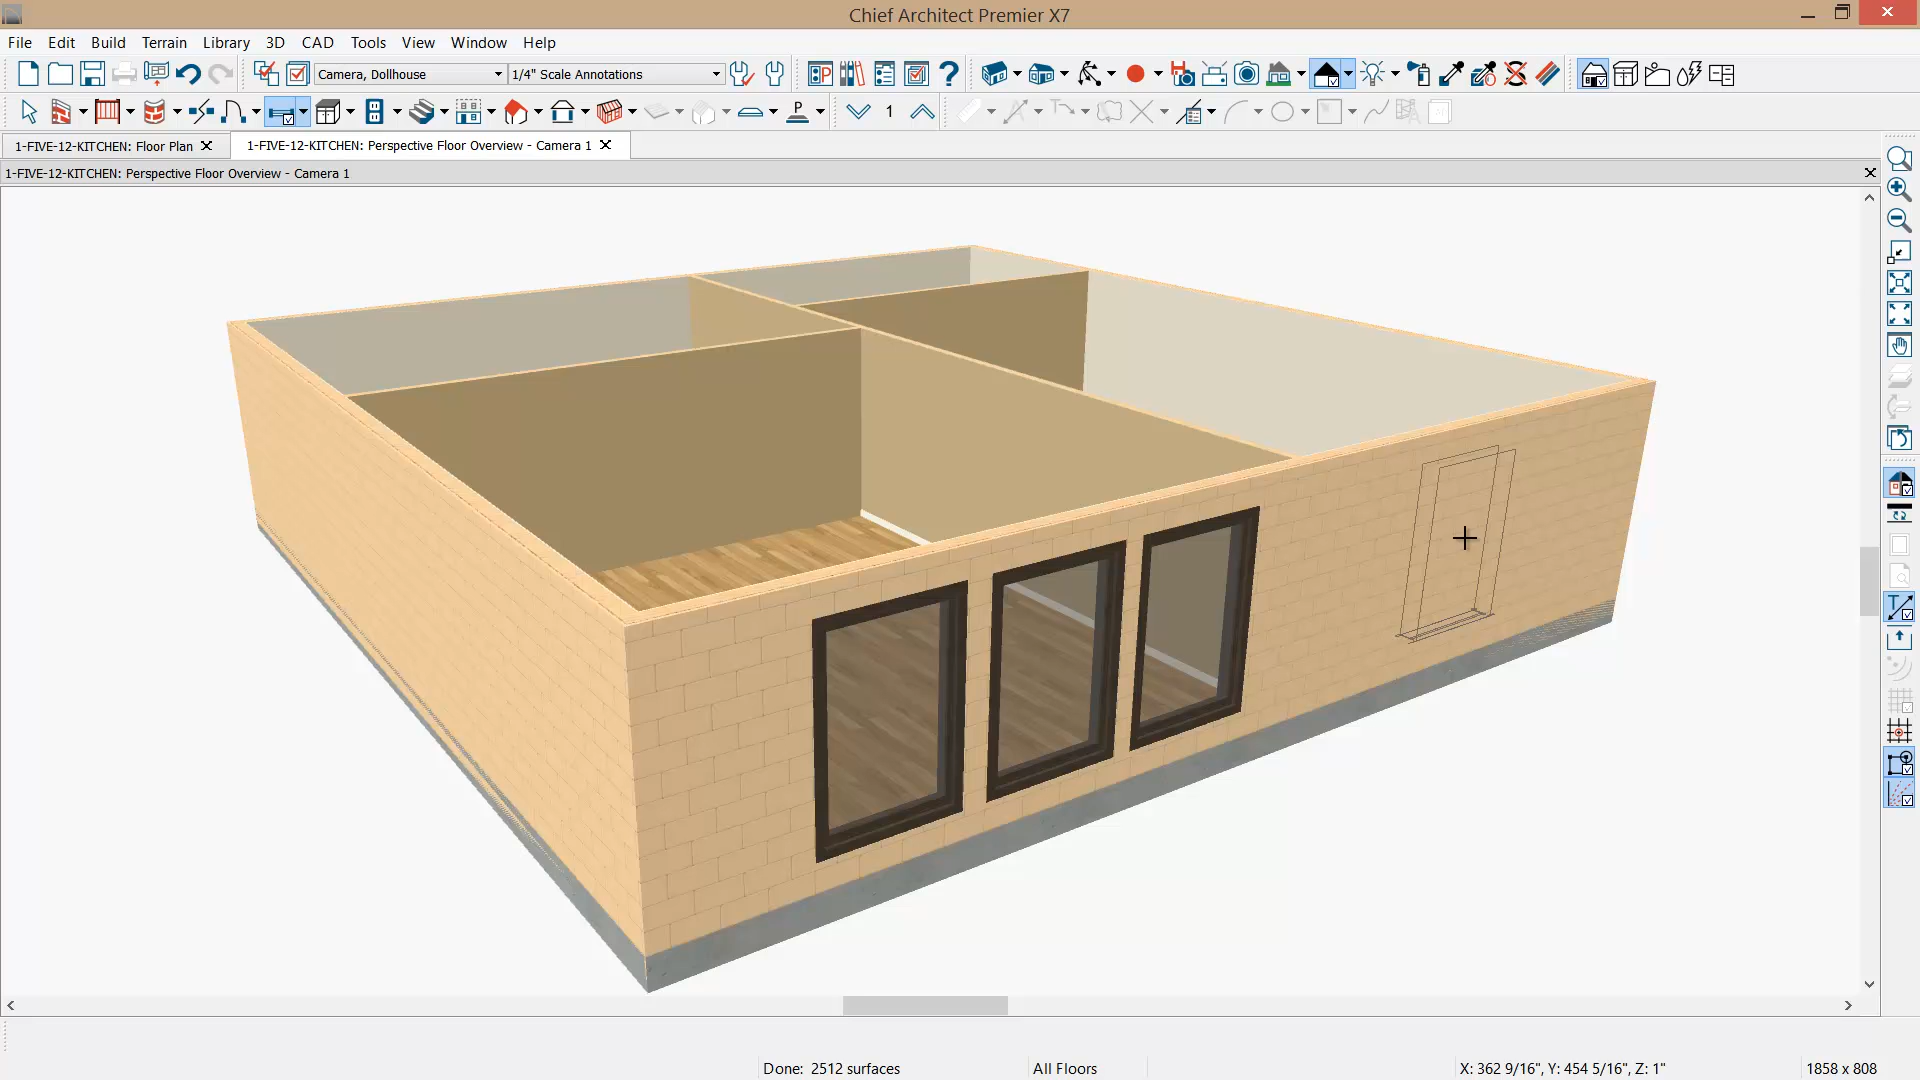 Chief Architect Premier X7
File Edit Build Terrain Library 3D CAD Tools View Window Help
Camera, Dollhouse 1/4" Scale Annotations
1
1-FIVE-12-KITCHEN: Floor Plan 1-FIVE-12-KITCHEN: Perspective Floor Overview - Camera 1
1-FIVE-12-KITCHEN: Perspective Floor Overview - Camera 1
Done: 2512 surfaces All Floors X: 362 9/16", Y: 454 5/16", Z: 1" 1858 x 808